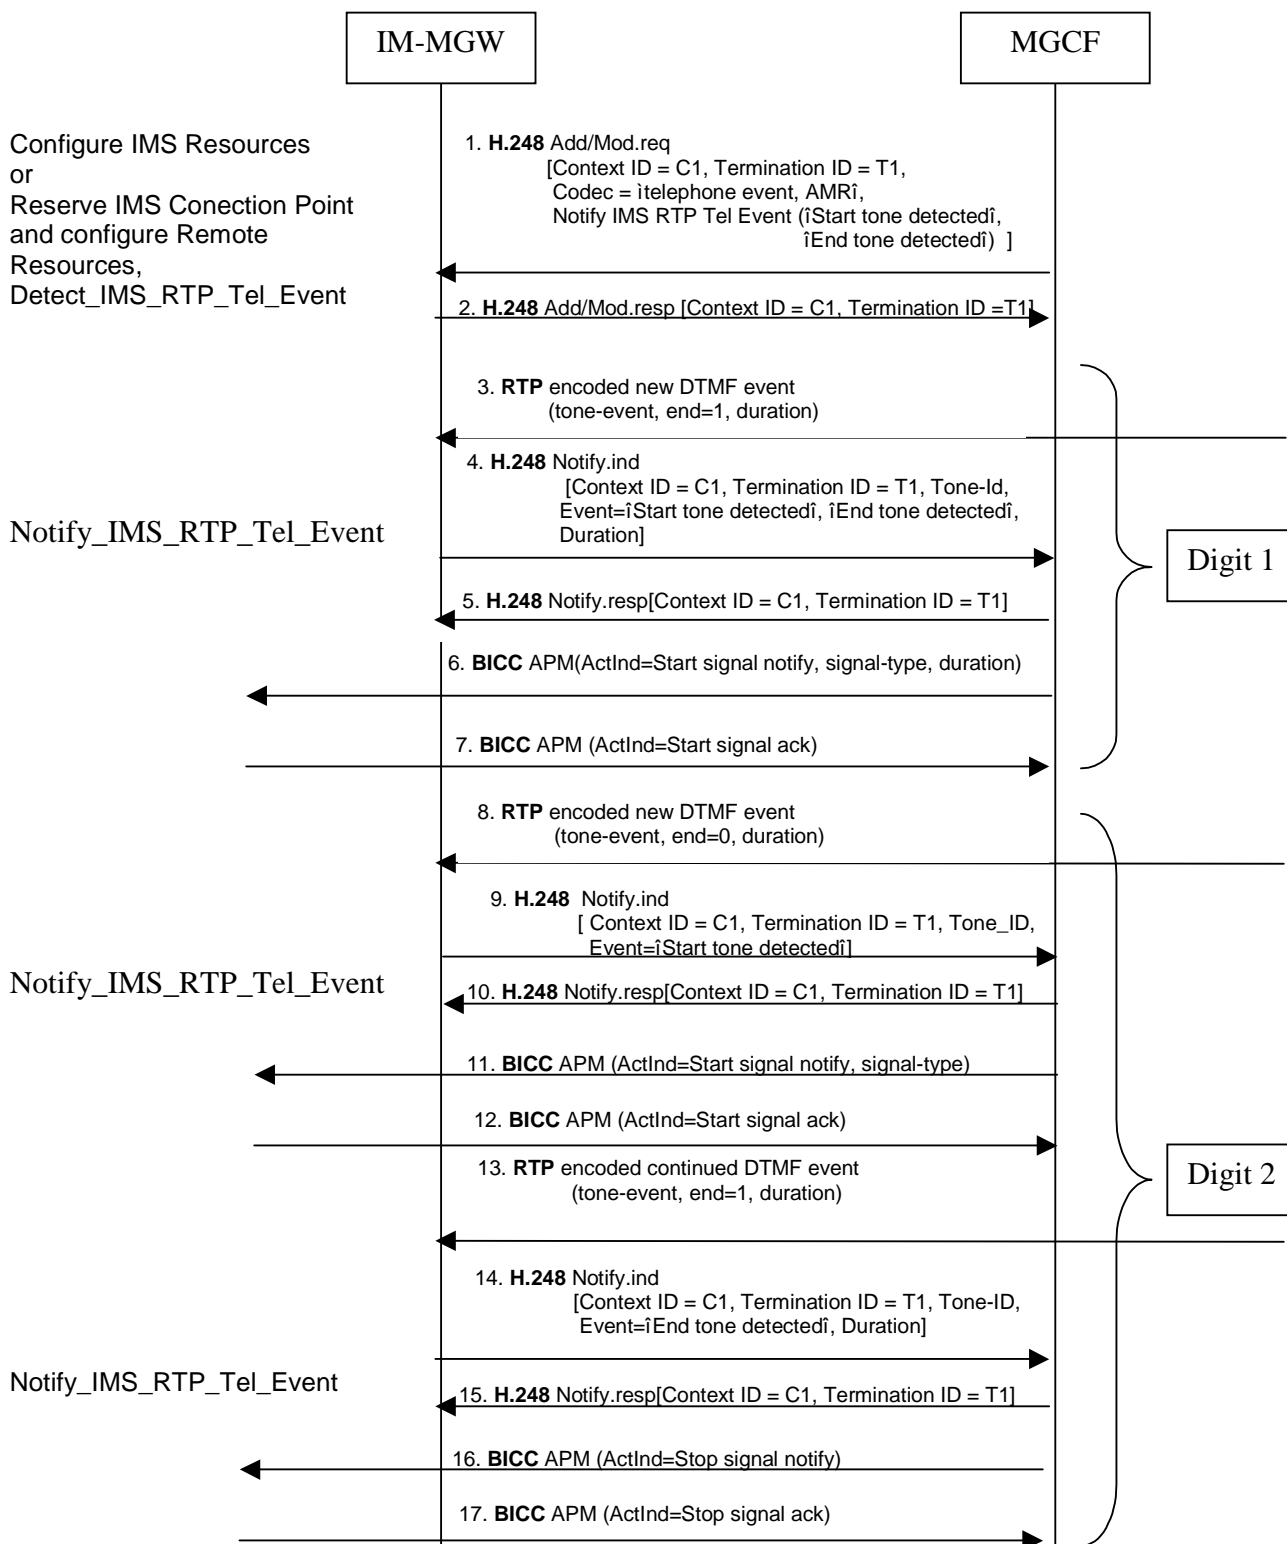 IM-MGW
MGCF
Configure IMS Resources
or
Reserve IMS Conection Point
and configure Remote
Resources,
Detect_IMS_RTP_Tel_Event
1. H.248 Add/Mod.req
[Context ID = C1, Termination ID = T1,
Codec = ìtelephone event, AMRî,
Notify IMS RTP Tel Event (îStart tone detectedî,
îEnd tone detectedî) ]
2. H.248 Add/Mod.resp [Context ID = C1, Termination ID =T1]
3. RTP encoded new DTMF event
(tone-event, end=1, duration)
4. H.248 Notify.ind
[Context ID = C1, Termination ID = T1, Tone-Id,
Event=îStart tone detectedî, îEnd tone detectedî,
Duration]
Notify_IMS_RTP_Tel_Event
Digit 1
5. H.248 Notify.resp[Context ID = C1, Termination ID = T1]
6. BICC APM(ActInd=Start signal notify, signal-type, duration)
7. BICC APM (ActInd=Start signal ack)
8. RTP encoded new DTMF event
(tone-event, end=0, duration)
9. H.248 Notify.ind
[ Context ID = C1, Termination ID = T1, Tone_ID,
Event=îStart tone detectedî]
Notify_IMS_RTP_Tel_Event
10. H.248 Notify.resp[Context ID = C1, Termination ID = T1]
11. BICC APM (ActInd=Start signal notify, signal-type)
12. BICC APM (ActInd=Start signal ack)
13. RTP encoded continued DTMF event
(tone-event, end=1, duration)
Digit 2
14. H.248 Notify.ind
[Context ID = C1, Termination ID = T1, Tone-ID,
Event=îEnd tone detectedî, Duration]
Notify_IMS_RTP_Tel_Event
15. H.248 Notify.resp[Context ID = C1, Termination ID = T1]
16. BICC APM (ActInd=Stop signal notify)
17. BICC APM (ActInd=Stop signal ack)